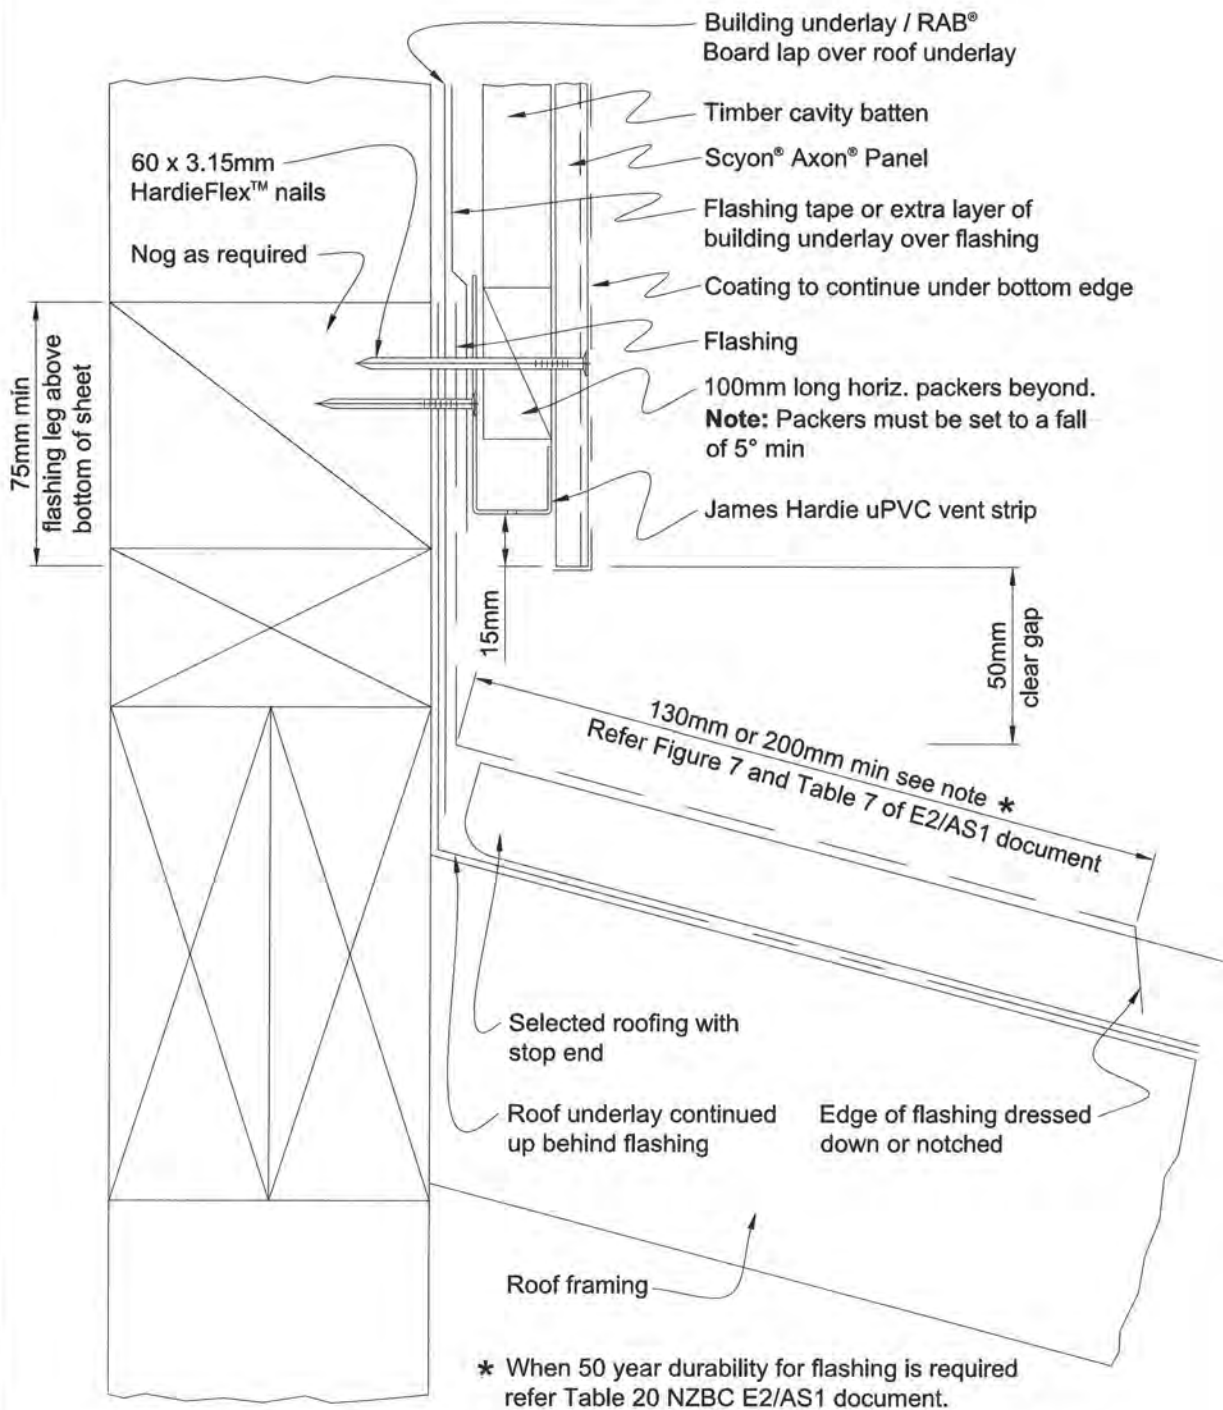 Building underlay / RAB®
Board lap over roof underlay
Timber cavity batten
Scyon® Axon® Panel
60 x 3.15mm
HardieFlex™ nails
Flashing tape or extra layer of
building underlay over flashing
Nog as required
Coating to continue under bottom edge
Flashing
75mm min
flashing leg above
bottom of sheet
100mm long horiz. packers beyond.
Note: Packers must be set to a fall
of 5° min
James Hardie uPVC vent strip
15mm
50mm
clear gap
130mm or 200mm min see note *
Refer Figure 7 and Table 7 of E2/AS1 document
Selected roofing with
stop end
Roof underlay continued
up behind flashing
Edge of flashing dressed
down or notched
Roof framing
* When 50 year durability for flashing is required
refer Table 20 NZBC E2/AS1 document.